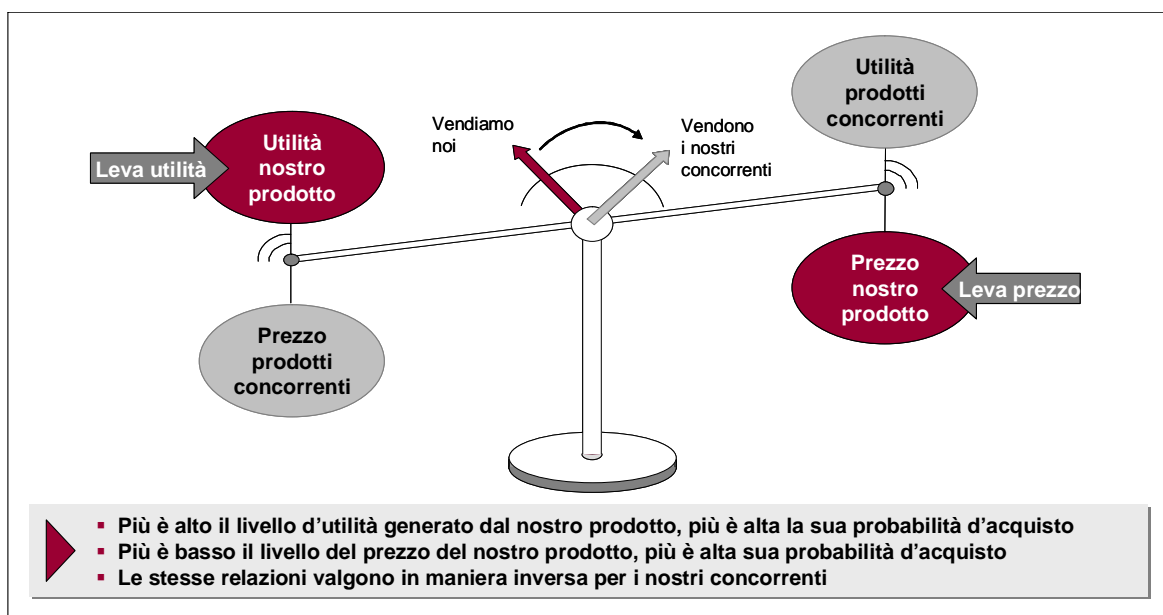 Utilità
prodotti
concorrenti
Vendiamo
noi
Vendono
i nostri
concorrenti
Utilità
nostro
prodotto
Leva utilità
Prezzo
nostro
prodotto
Leva prezzo
Prezzo
prodotti
concorrenti
▪ Più è alto il livello d'utilità generato dal nostro prodotto, più è alta la sua probabilità d'acquisto
▪ Più è basso il livello del prezzo del nostro prodotto, più è alta sua probabilità d'acquisto
▪ Le stesse relazioni valgono in maniera inversa per i nostri concorrenti